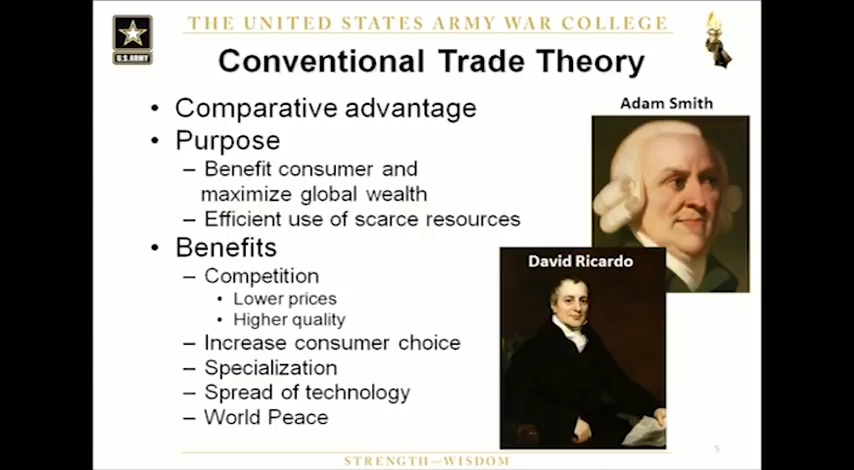 THE UNITED STATES ARMY WAR COLLEGE
U.S.ARMY
Conventional Trade Theory
• Comparative advantage
• Purpose
– Benefit consumer and
maximize global wealth
– Efficient use of scarce resources
• Benefits
– Competition
• Lower prices
• Higher quality
– Increase consumer choice
– Specialization
– Spread of technology
– World Peace
Adam Smith
David Ricardo
STRENGTH—WISDOM
5